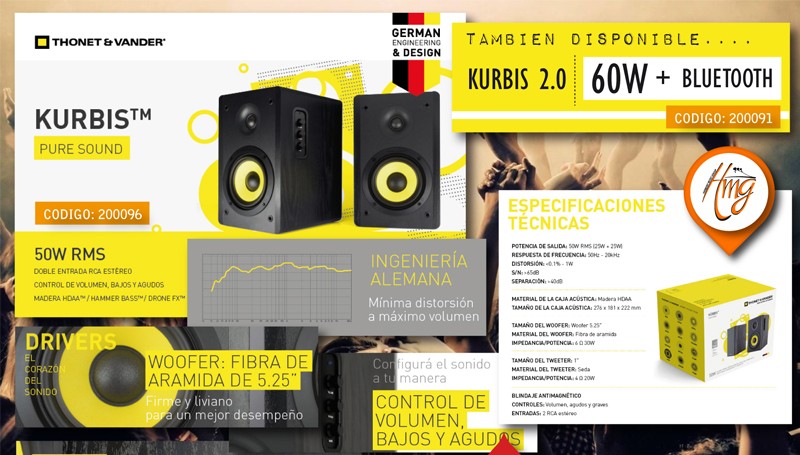 THONET & VANDER
GERMAN
ENGINEERING
& DESIGN
TAMBIEN DISPONIBLE....
KURBIS 2.0
60W + BLUETOOTH
CODIGO: 200091
KURBIS™
PURE SOUND
CODIGO: 200096
Hmg
50W RMS
DOBLE ENTRADA RCA ESTÉREO
CONTROL DE VOLUMEN, BAJOS Y AGUDOS
MADERA HDAA™ / HAMMER BASS™ / DRONE FX™
INGENIERÍA
ALEMANA
Mínima distorsión
a máximo volumen
DRIVERS
EL
CORAZÓN
DEL
SONIDO
WOOFER: FIBRA DE
ARAMIDA DE 5.25"
Firme y liviano
para un mejor desempeño
Configurá el sonido
a tu manera
CONTROL DE
VOLUMEN,
BAJOS Y AGUDOS
ESPECIFICACIONES
TÉCNICAS
POTENCIA DE SALIDA: 50W RMS (25W + 25W)
RESPUESTA DE FRECUENCIA: 50Hz - 20kHz
DISTORSIÓN: <0.1% - 1W
S/N: >65dB
SEPARACIÓN: >40dB
MATERIAL DE LA CAJA ACÚSTICA: Madera HDAA
TAMAÑO DE LA CAJA ACÚSTICA: 276 x 181 x 222 mm
TAMAÑO DEL WOOFER: Woofer 5.25"
MATERIAL DEL WOOFER: Fibra de aramida
IMPEDANCIA/POTENCIA: 6 Ω 30W
TAMAÑO DEL TWEETER: 1"
MATERIAL DEL TWEETER: Seda
IMPEDANCIA/POTENCIA: 6 Ω 20W
BLINDAJE ANTIMAGNÉTICO
CONTROLES: Volumen, agudos y graves
ENTRADAS: 2 RCA estéreo
THONET & VANDER